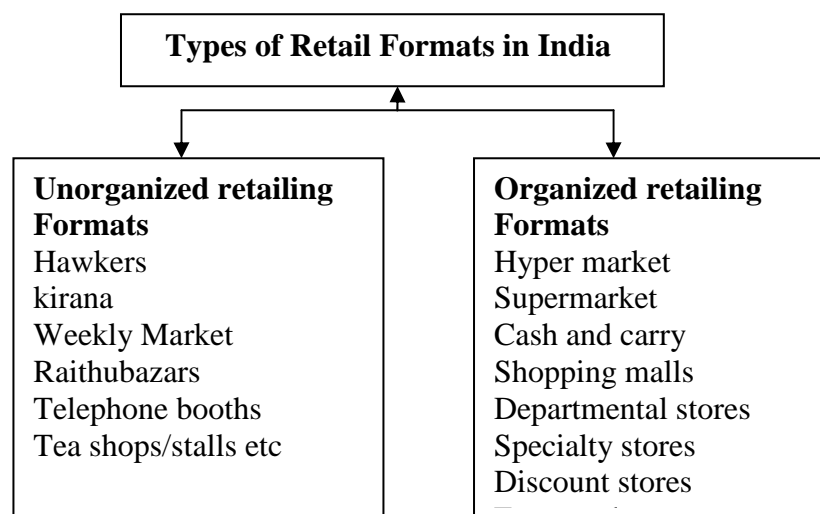 Types of Retail Formats in India
Unorganized retailing
Formats
Hawkers
kirana
Weekly Market
Raithubazars
Telephone booths
Tea shops/stalls etc
Organized retailing
Formats
Hyper market
Supermarket
Cash and carry
Shopping malls
Departmental stores
Specialty stores
Discount stores